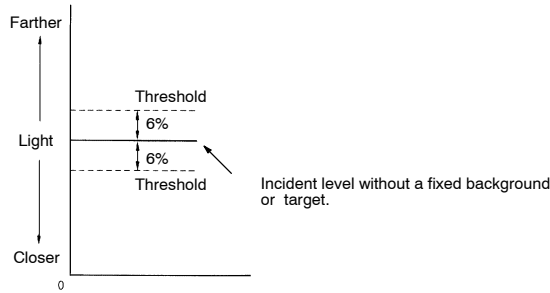 Farther
Threshold
6%
Light
6%
Threshold
Incident level without a fixed background
or target.
Closer
0